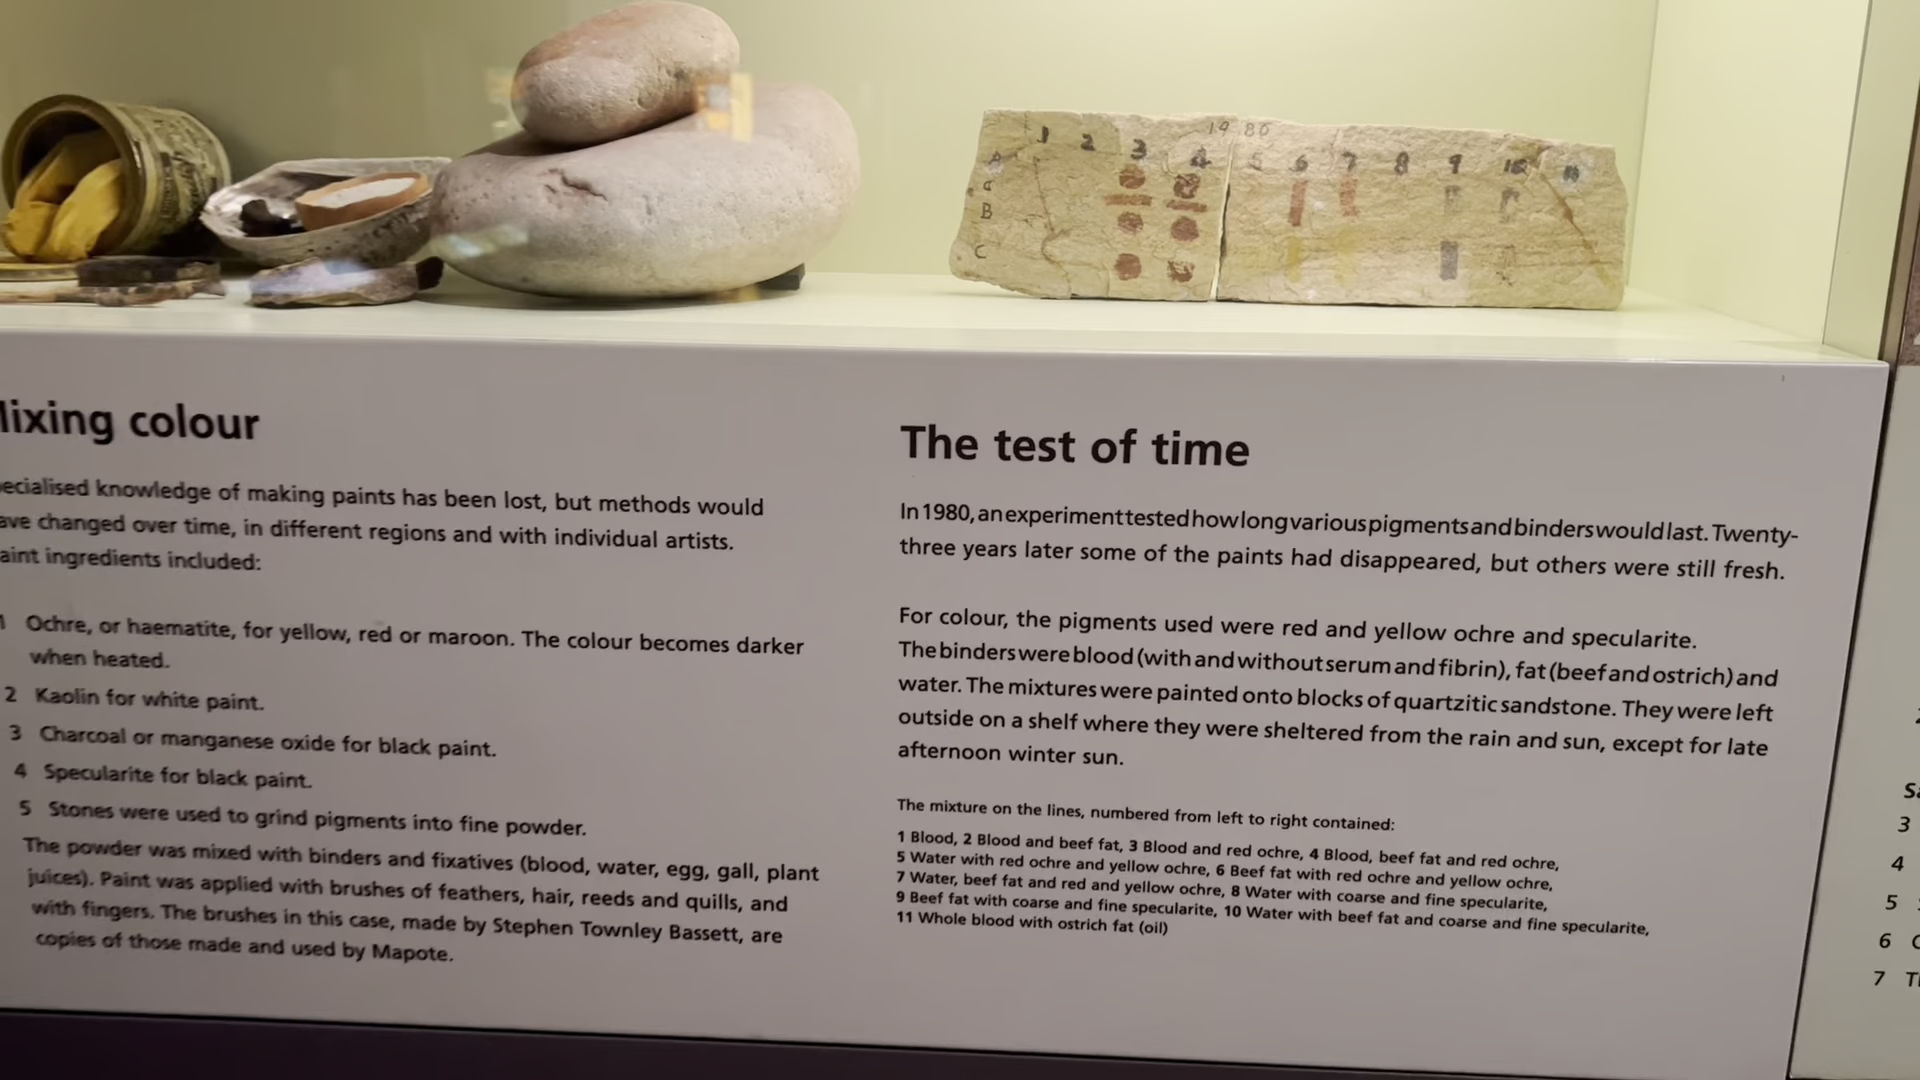 19 80
1 2 3 4 5 6 7 8 9 10 11
a
B
C
Mixing colour
ecialised knowledge of making paints has been lost, but methods would
ave changed over time, in different regions and with individual artists.
aint ingredients included:
1 Ochre, or haematite, for yellow, red or maroon. The colour becomes darker
when heated.
2 Kaolin for white paint.
3 Charcoal or manganese oxide for black paint.
4 Specularite for black paint.
5 Stones were used to grind pigments into fine powder.
The powder was mixed with binders and fixatives (blood, water, egg, gall, plant
juices). Paint was applied with brushes of feathers, hair, reeds and quills, and
with fingers. The brushes in this case, made by Stephen Townley Bassett, are
copies of those made and used by Mapote.
The test of time
In 1980, an experiment tested how long various pigments and binders would last. Twenty-
three years later some of the paints had disappeared, but others were still fresh.
For colour, the pigments used were red and yellow ochre and specularite.
The binders were blood (with and without serum and fibrin), fat (beef and ostrich) and
water. The mixtures were painted onto blocks of quartzitic sandstone. They were left
outside on a shelf where they were sheltered from the rain and sun, except for late
afternoon winter sun.
The mixture on the lines, numbered from left to right contained:
1 Blood, 2 Blood and beef fat, 3 Blood and red ochre, 4 Blood, beef fat and red ochre,
5 Water with red ochre and yellow ochre, 6 Beef fat with red ochre and yellow ochre,
7 Water, beef fat and red and yellow ochre, 8 Water with coarse and fine specularite,
9 Beef fat with coarse and fine specularite, 10 Water with beef fat and coarse and fine specularite,
11 Whole blood with ostrich fat (oil)
3
4
5
6
7